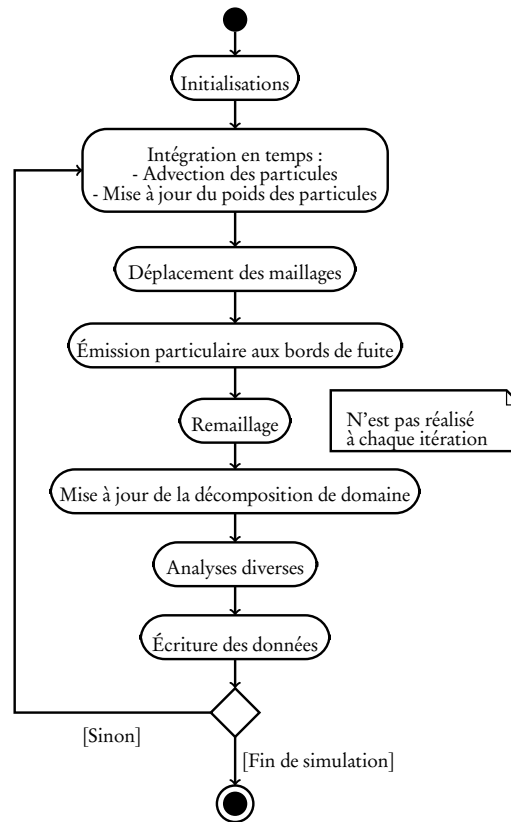 Initialisations
Intégration en temps :
- Advection des particules
- Mise à jour du poids des particules
Déplacement des maillages
Émission particulaire aux bords de fuite
Remaillage
N'est pas réalisé
à chaque itération
Mise à jour de la décomposition de domaine
Analyses diverses
Écriture des données
[Sinon]
[Fin de simulation]